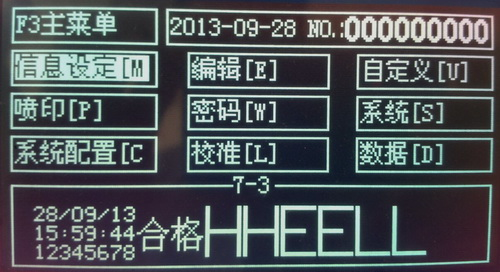 F3主菜单
2013-09-28 NO.:000000000
信息设定[M
编辑[E]
自定义[U]
喷印[P]
密码[W]
系统[S]
系统配置[C
校准[L]
数据[D]
7-3
28/09/13
15:59:44
12345678
合格
HHEELL